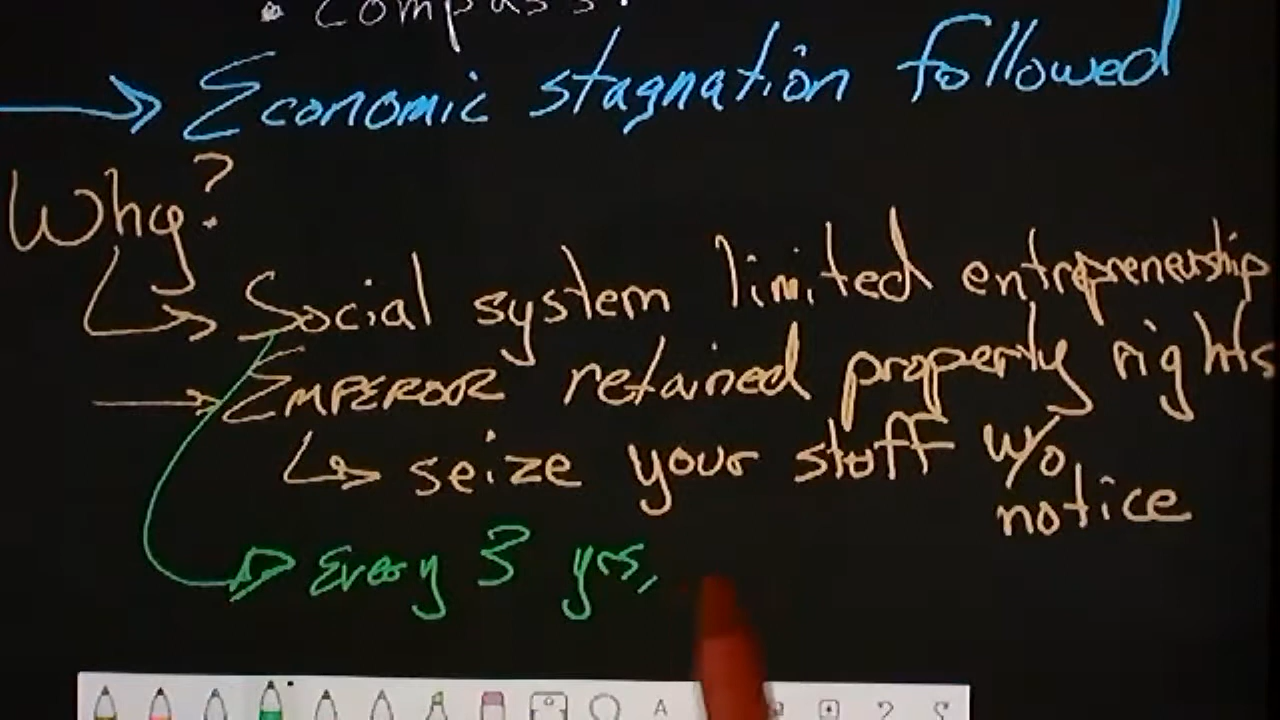 • Compass.
Economic stagnation followed
Why?
Social system limited entrepreneurship
EMPEROR retained property rights
seize your stuff w/o
notice
Every 3 yrs,
A
?